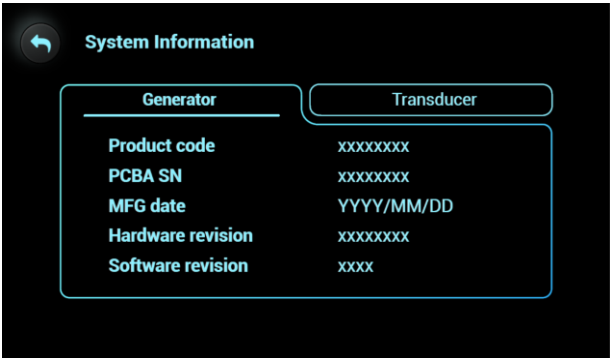 System Information
Generator Transducer
Product code xxxxxxxx
PCBA SN xxxxxxxx
MFG date YYYY/MM/DD
Hardware revision xxxxxxxx
Software revision xxxx